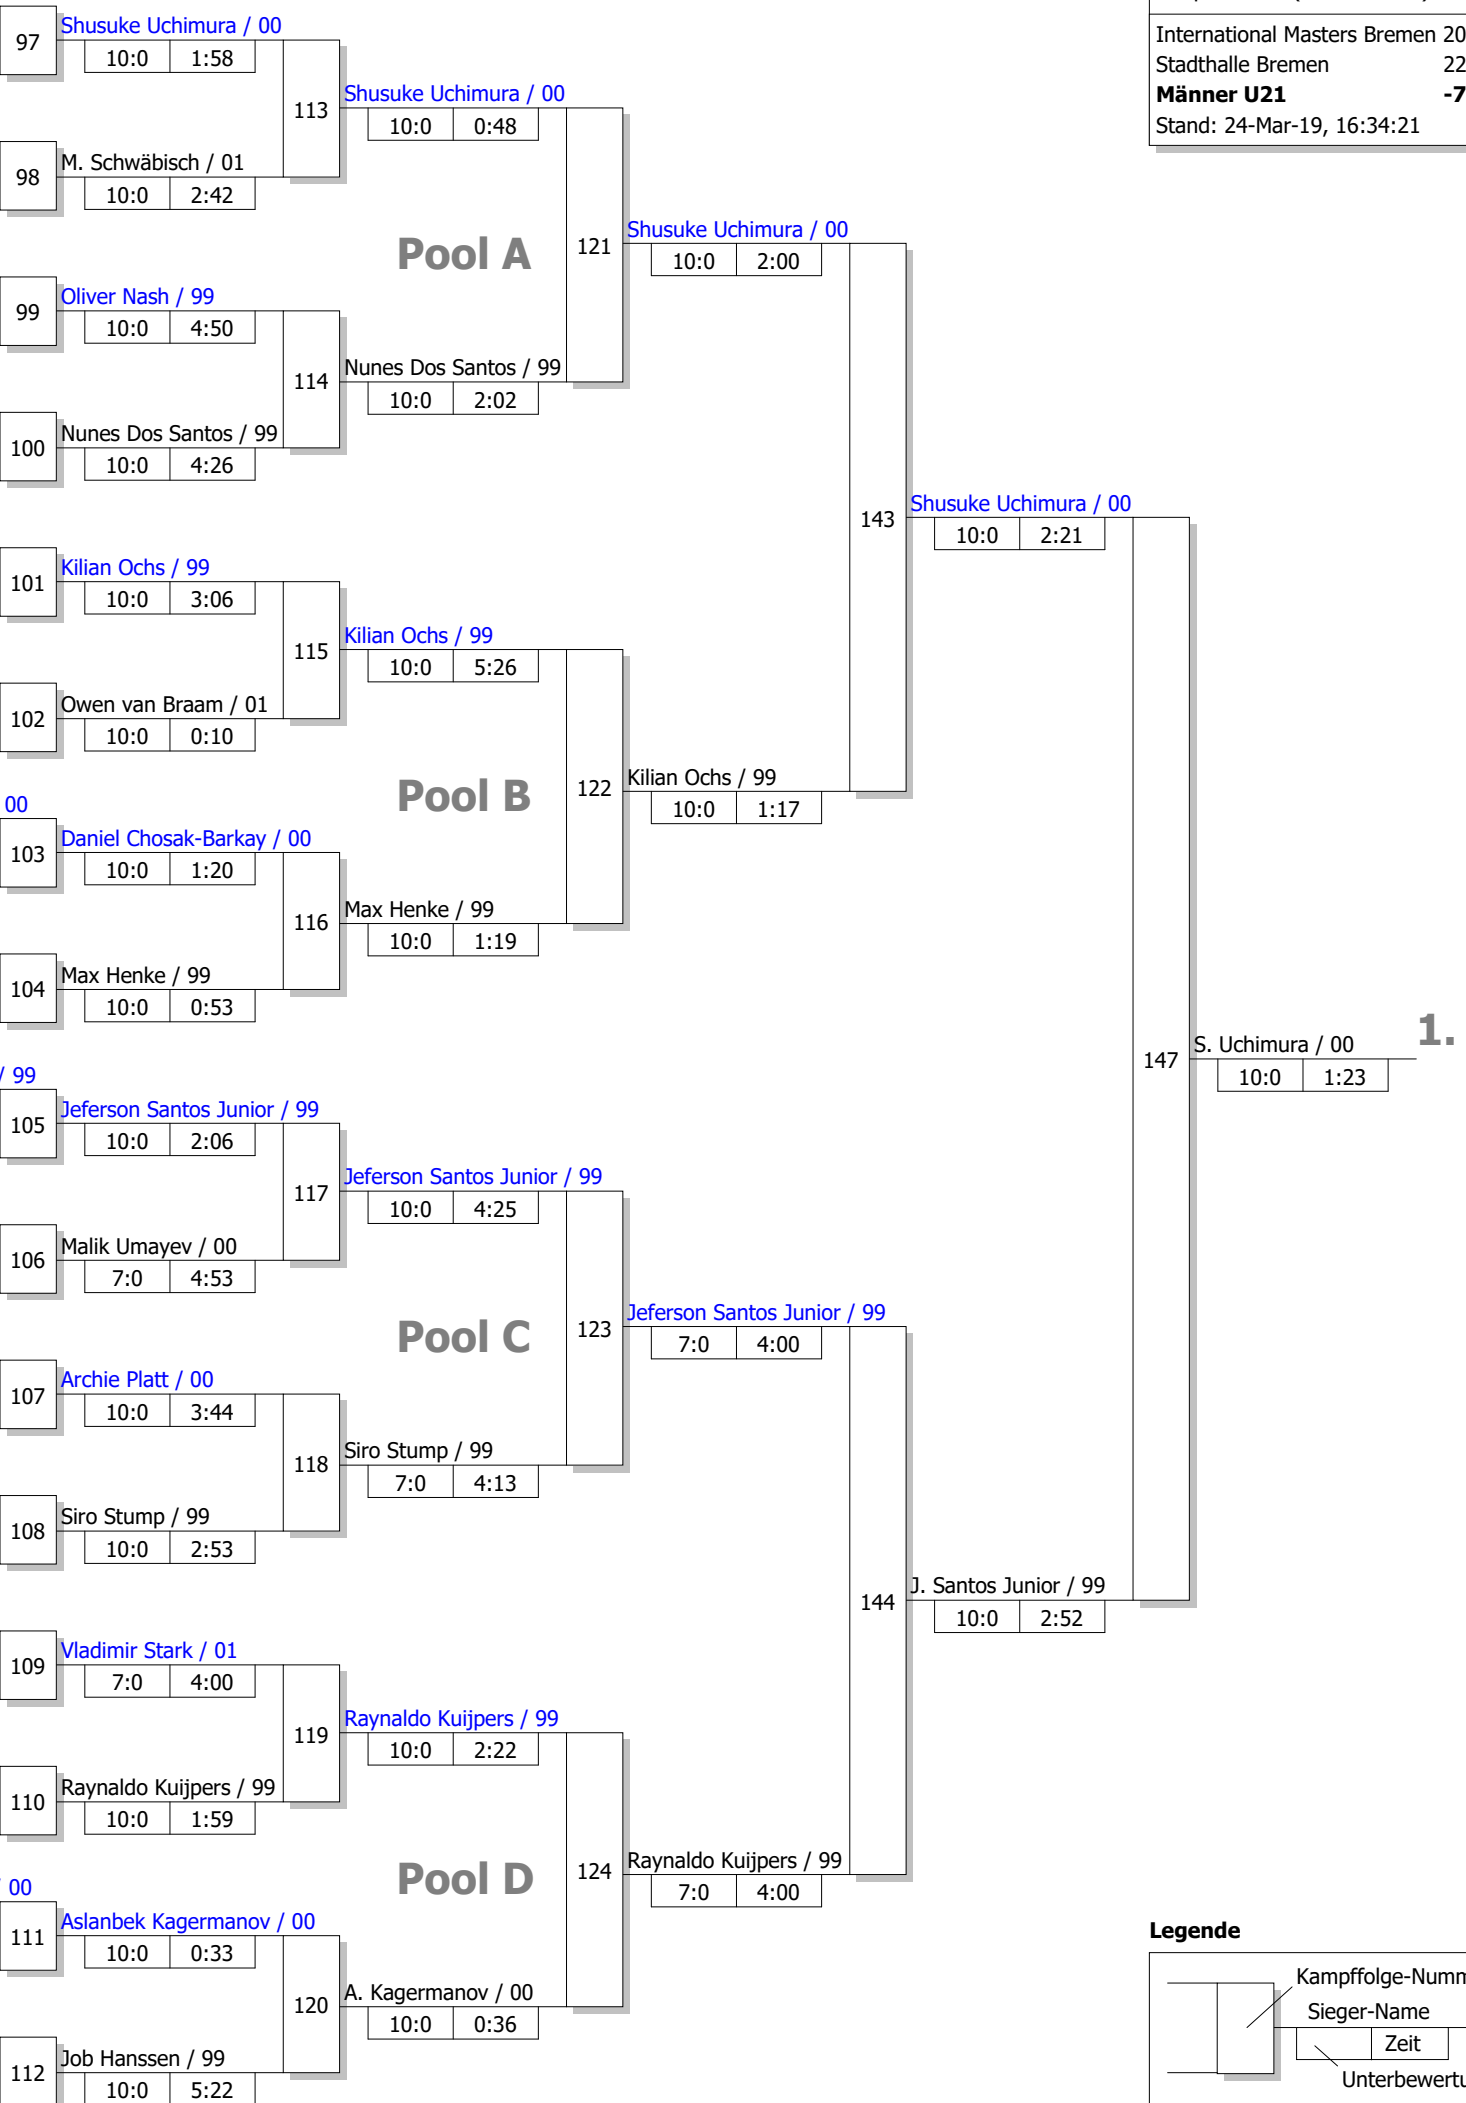 International Masters Bremen 20
Stadthalle Bremen 22
Männer U21 -7
Stand: 24-Mar-19, 16:34:21
97
Shusuke Uchimura / 00
10:0 1:58
98
M. Schwäbisch / 01
10:0 2:42
99
Oliver Nash / 99
10:0 4:50
100
Nunes Dos Santos / 99
10:0 4:26
101
Kilian Ochs / 99
10:0 3:06
102
Owen van Braam / 01
10:0 0:10
00
103
Daniel Chosak-Barkay / 00
10:0 1:20
104
Max Henke / 99
10:0 0:53
/ 99
105
Jeferson Santos Junior / 99
10:0 2:06
106
Malik Umayev / 00
7:0 4:53
107
Archie Platt / 00
10:0 3:44
108
Siro Stump / 99
10:0 2:53
109
Vladimir Stark / 01
7:0 4:00
110
Raynaldo Kuijpers / 99
10:0 1:59
00
111
Aslanbek Kagermanov / 00
10:0 0:33
112
Job Hanssen / 99
10:0 5:22
113
Shusuke Uchimura / 00
10:0 0:48
Pool A
114
Nunes Dos Santos / 99
10:0 2:02
115
Kilian Ochs / 99
10:0 5:26
Pool B
116
Max Henke / 99
10:0 1:19
117
Jeferson Santos Junior / 99
10:0 4:25
Pool C
118
Siro Stump / 99
7:0 4:13
119
Raynaldo Kuijpers / 99
10:0 2:22
Pool D
120
A. Kagermanov / 00
10:0 0:36
121
Shusuke Uchimura / 00
10:0 2:00
122
Kilian Ochs / 99
10:0 1:17
123
Jeferson Santos Junior / 99
7:0 4:00
124
Raynaldo Kuijpers / 99
7:0 4:00
143
Shusuke Uchimura / 00
10:0 2:21
144
J. Santos Junior / 99
10:0 2:52
147
S. Uchimura / 00
10:0 1:23
1.
Legende
Kampffolge-Numm
Sieger-Name
Zeit
Unterbewertu